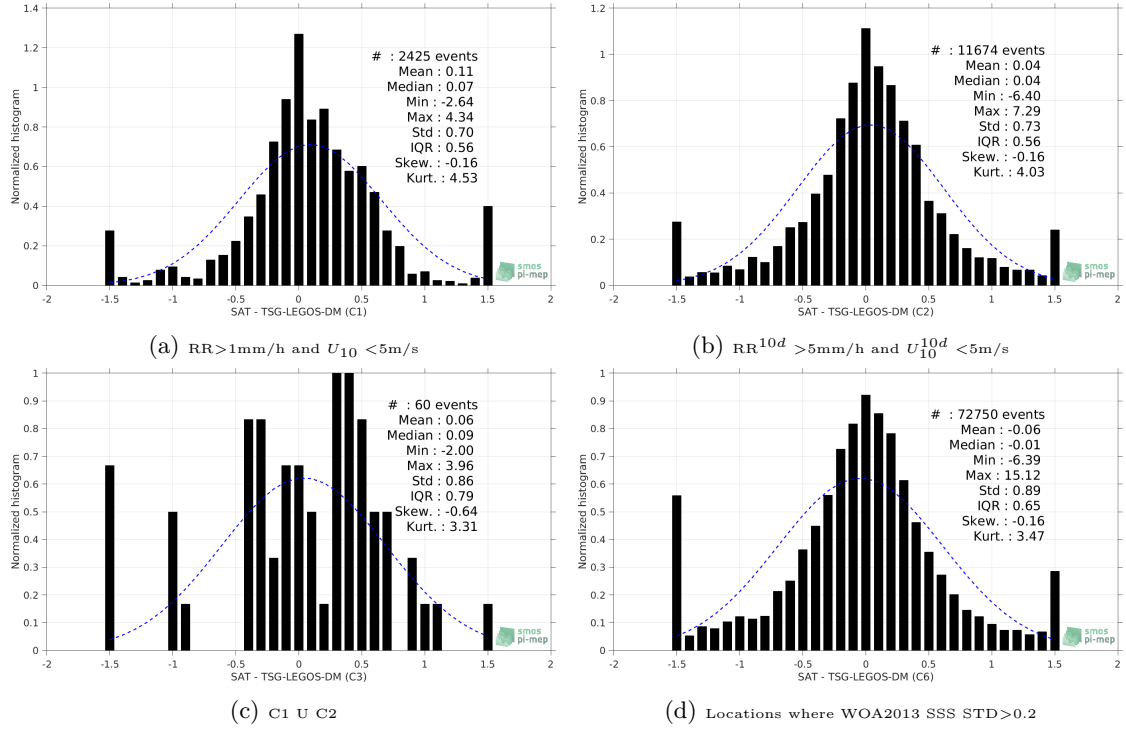 1.4
1.2
1
0.8
0.6
0.4
0.2
0
Normalized histogram
# : 2425 events
Mean : 0.11
Median : 0.07
Min : -2.64
Max : 4.34
Std : 0.70
IQR : 0.56
Skew. : -0.16
Kurt. : 4.53
smos
pi-mep
-2 -1.5 -1 -0.5 0 0.5 1 1.5 2
SAT - TSG-LEGOS-DM (C1)
(a) RR>1mm/h and U10 <5m/s
1.2
1
0.8
0.6
0.4
0.2
0
Normalized histogram
# : 11674 events
Mean : 0.04
Median : 0.04
Min : -6.40
Max : 7.29
Std : 0.73
IQR : 0.56
Skew. : -0.16
Kurt. : 4.03
smos
pi-mep
-2 -1.5 -1 -0.5 0 0.5 1 1.5 2
SAT - TSG-LEGOS-DM (C2)
(b) RR10d >5mm/h and U10d10 <5m/s
1
0.9
0.8
0.7
0.6
0.5
0.4
0.3
0.2
0.1
0
Normalized histogram
# : 60 events
Mean : 0.06
Median : 0.09
Min : -2.00
Max : 3.96
Std : 0.86
IQR : 0.79
Skew. : -0.64
Kurt. : 3.31
smos
pi-mep
-2 -1.5 -1 -0.5 0 0.5 1 1.5 2
SAT - TSG-LEGOS-DM (C3)
(c) C1 U C2
1
0.9
0.8
0.7
0.6
0.5
0.4
0.3
0.2
0.1
0
Normalized histogram
# : 72750 events
Mean : -0.06
Median : -0.01
Min : -6.39
Max : 15.12
Std : 0.89
IQR : 0.65
Skew. : -0.16
Kurt. : 3.47
smos
pi-mep
-2 -1.5 -1 -0.5 0 0.5 1 1.5 2
SAT - TSG-LEGOS-DM (C6)
(d) Locations where WOA2013 SSS STD>0.2